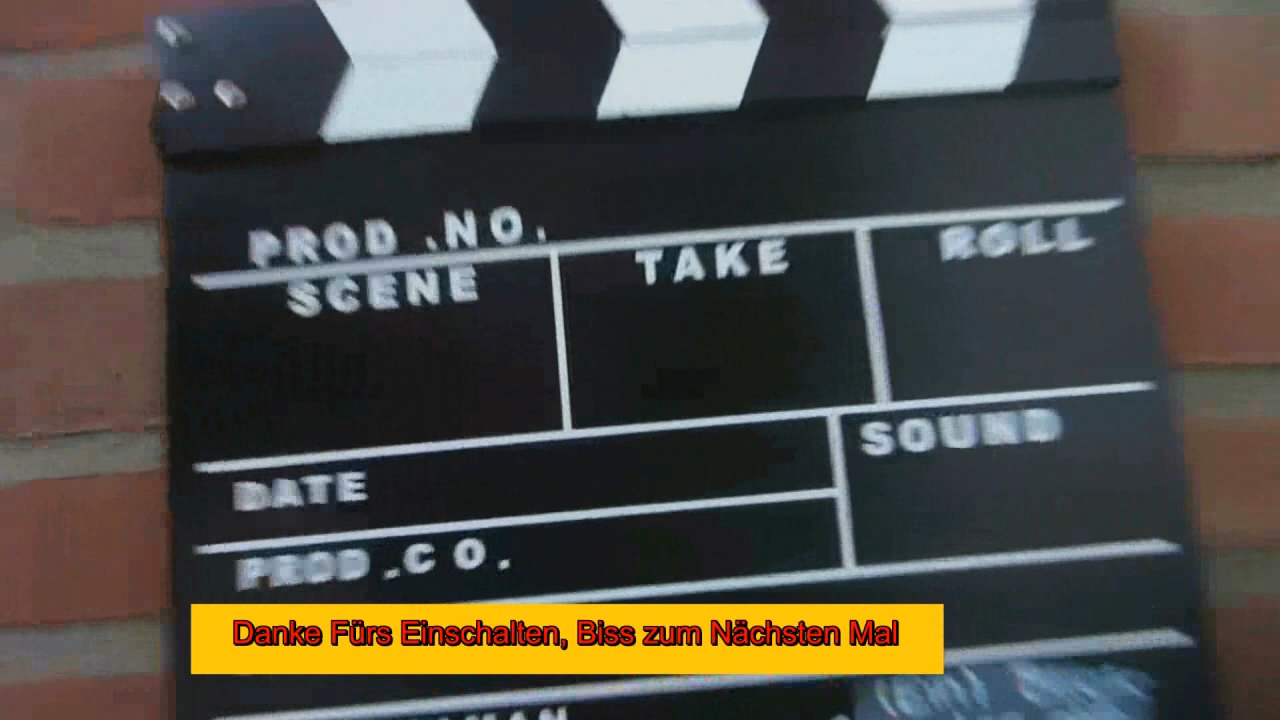 PROD .NO.
SCENE TAKE ROLL
DATE SOUND
PROD .CO.
Danke Fürs Einschalten, Biss zum Nächsten Mal